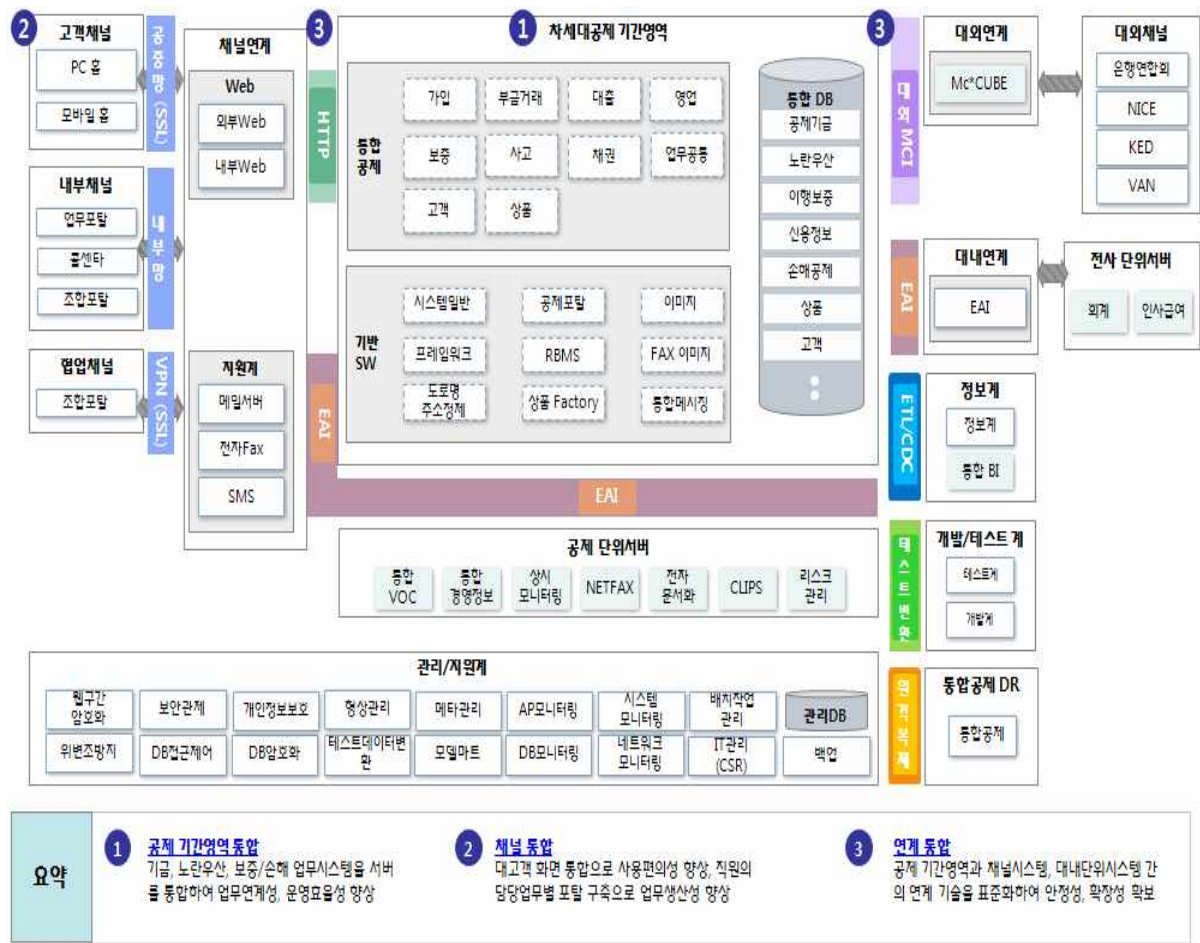 2
고객채널
PC 홈
모바일 홈
공중망 (SSL)
내부채널
업무포탈
콜센타
조합포탈
내부망
협업채널
조합포탈
VPN (SSL)
채널연계
Web
외부Web
내부Web
지원계
메일서버
전자Fax
SMS
3
HTTP
EAI
1
차세대공제 기간영역
통합
공제
가입
부금거래
대출
영업
보증
사고
채권
업무공통
고객
상품
기반
SW
시스템일반
공제포탈
이미지
프레임워크
RBMS
FAX 이미지
도로명
주소정제
상품 Factory
통합메시징
통합 DB
공제기금
노란우산
이행보증
신용정보
손해공제
상품
고객
EAI
3
대외 MCI
대외연계
Mc*CUBE
대외채널
은행연합회
NICE
KED
VAN
EAI
대내연계
EAI
전사 단위서버
회계
인사급여
ETL/CDC
정보계
정보계
통합 BI
테스트변환
개발/테스트 계
테스트계
개발계
원격복제
통합공제 DR
통합공제
공제 단위서버
통합
VOC
통합
경영정보
상시
모니터링
NETFAX
전자
문서화
CLIPS
리스크
관리
관리/지원계
웹구간
암호화
보안관제
개인정보보호
형상관리
메타관리
AP모니터링
시스템
모니터링
배치작업
관리
관리DB
위변조방지
DB접근제어
DB암호화
테스트데이터변
환
모델마트
DB모니터링
네트워크
모니터링
IT관리
(CSR)
백업
요약
1
공제 기간영역 통합
기금, 노란우산, 보증/손해 업무시스템을 서버
를 통합하여 업무연계성, 운영효율성 향상
2
채널 통합
대고객 화면 통합으로 사용편의성 향상, 직원의
담당업무별 포탈 구축으로 업무생산성 향상
3
연계 통합
공제 기간영역과 채널시스템, 대내단위시스템 간
의 연계 기술을 표준화하여 안정성, 확장성 확보